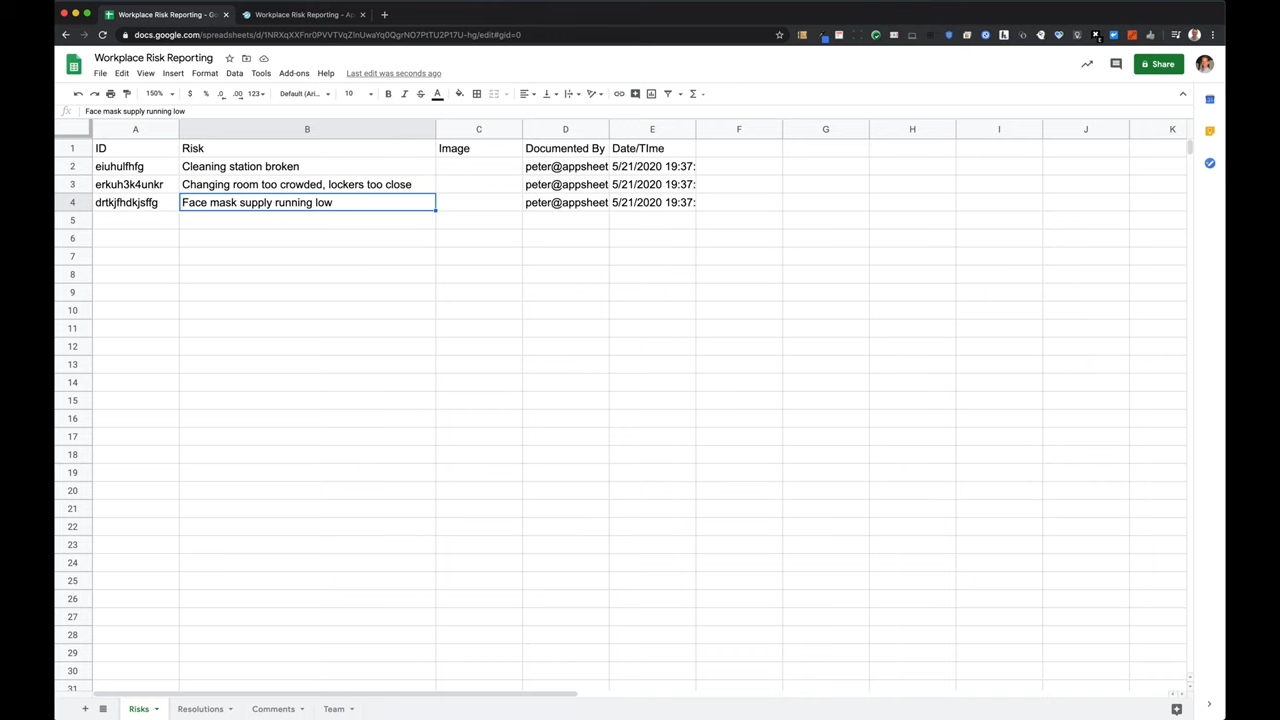 Workplace Risk Reporting - Go
Workplace Risk Reporting - Ap
docs.google.com/spreadsheets/d/1NRXqXXFnr0PVVTVqZInUwaYq0QgrNO7PtTU2P17U-hg/edit#gid=0
Workplace Risk Reporting
File Edit View Insert Format Data Tools Add-ons Help Last edit was seconds ago
Share
150% $ % .0 .00 123 Default (Ari... 10 B I S A
fx Face mask supply running low
A B C D E F G H I J K
1 ID Risk Image Documented By Date/TIme
2 eiuhulfhfg Cleaning station broken peter@appsheet 5/21/2020 19:37:
3 erkuh3k4unkr Changing room too crowded, lockers too close peter@appsheet 5/21/2020 19:37:
4 drtkjfhdkjsffg Face mask supply running low peter@appsheet 5/21/2020 19:37:
5
6
7
8
9
10
11
12
13
14
15
16
17
18
19
20
21
22
23
24
25
26
27
28
29
30
31
Risks Resolutions Comments Team